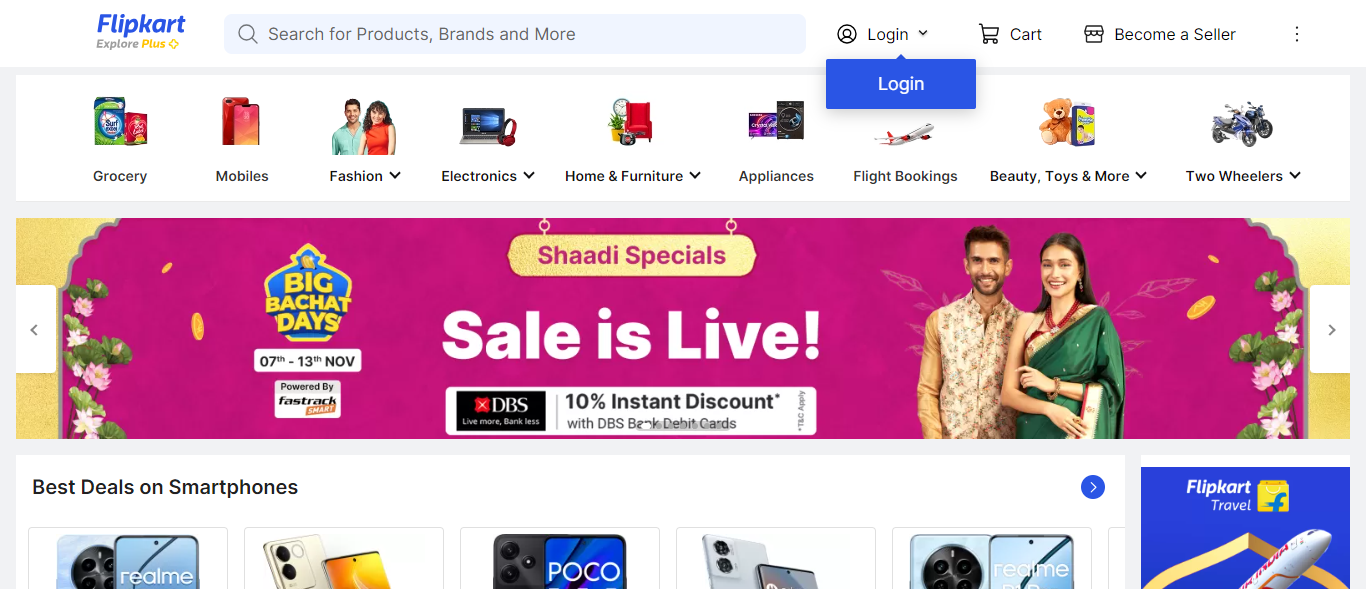 Flipkart
Explore Plus
Search for Products, Brands and More
Login
Cart
Become a Seller
Login
Surf excel
Grocery
Mobiles
Fashion
Electronics
Home & Furniture
Appliances
Flight Bookings
Beauty, Toys & More
Two Wheelers
BIG
BACHAT
DAYS
07th - 13th NOV
Powered By
fastrack
SMART
Shaadi Specials
Sale is Live!
DBS
Live more, Bank less
10% Instant Discount*
with DBS Bank Debit Cards
*T&C Apply
Best Deals on Smartphones
realme
POCO
realme
Flipkart
Travel